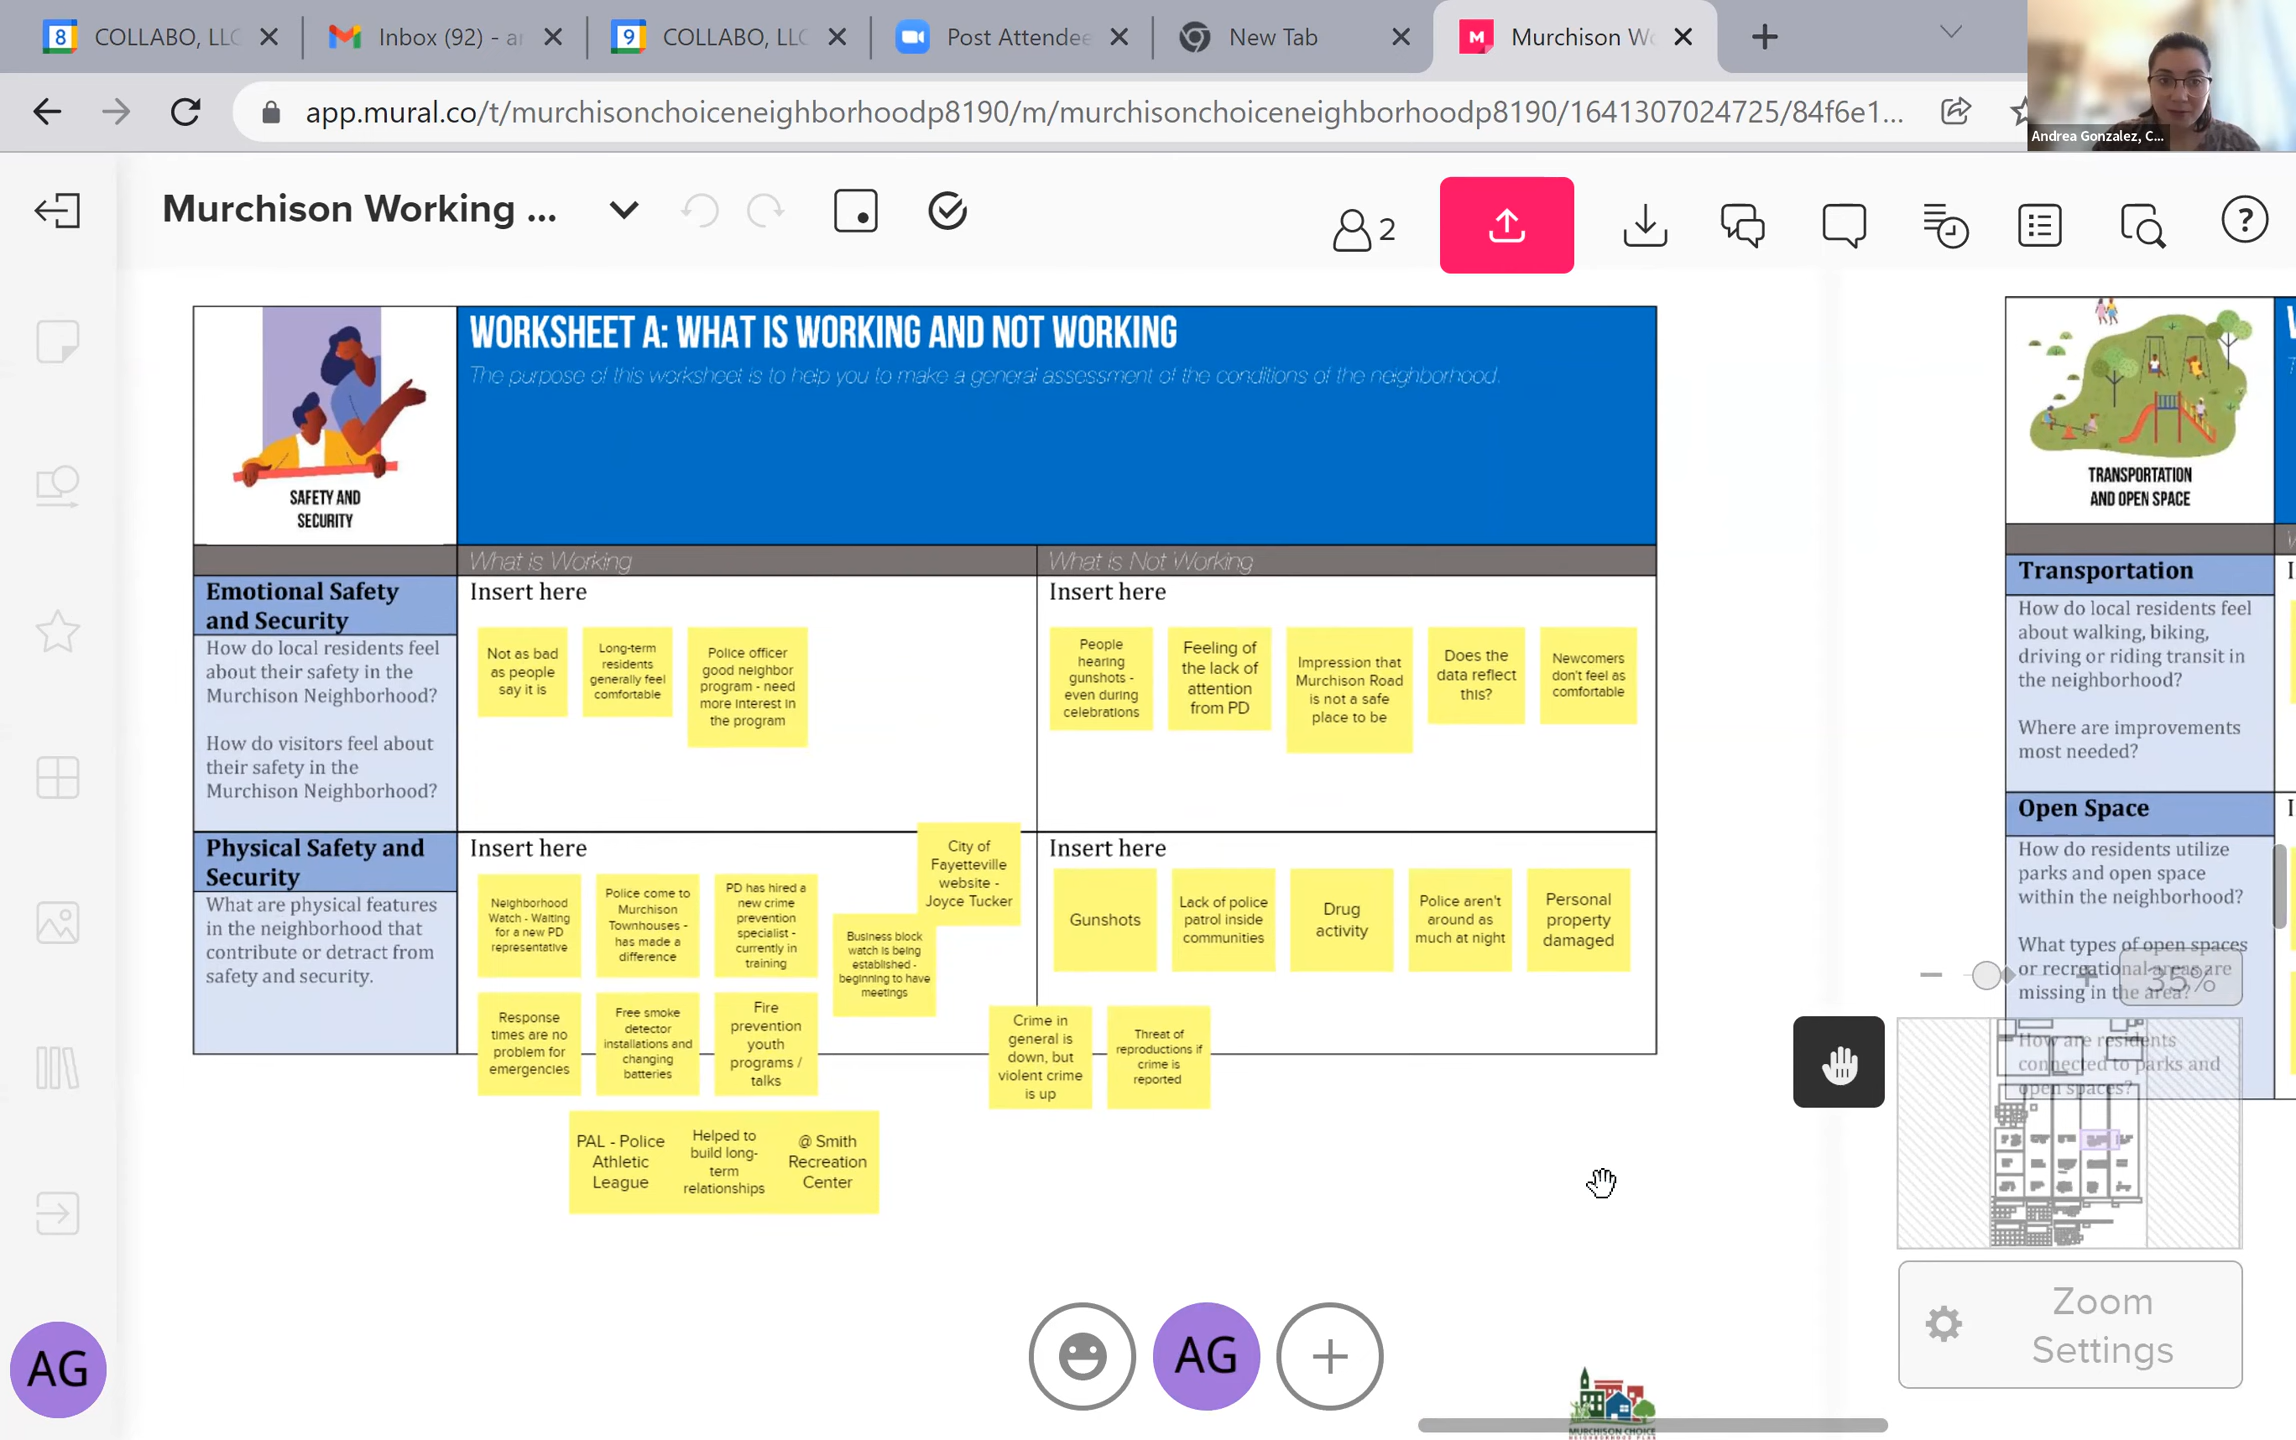 COLLABO, LLC
Inbox (92) - ar
COLLABO, LLC
Post Attendee
New Tab
Murchison Wo
app.mural.co/t/murchisonchoiceneighborhoodp8190/m/murchisonchoiceneighborhoodp8190/1641307024725/84f6e1...
Andrea Gonzalez, C...
Murchison Working ...
2
WORKSHEET A: WHAT IS WORKING AND NOT WORKING
The purpose of this worksheet is to help you to make a general assessment of the conditions of the neighborhood.
SAFETY AND
SECURITY
What is Working
What is Not Working
Emotional Safety
and Security
How do local residents feel
about their safety in the
Murchison Neighborhood?
How do visitors feel about
their safety in the
Murchison Neighborhood?
Insert here
Not as bad
as people
say it is
Long-term
residents
generally feel
comfortable
Police officer
good neighbor
program - need
more interest in
the program
Insert here
People
hearing
gunshots -
even during
celebrations
Feeling of
the lack of
attention
from PD
Impression that
Murchison Road
is not a safe
place to be
Does the
data reflect
this?
Newcomers
don't feel as
comfortable
Physical Safety and
Security
What are physical features
in the neighborhood that
contribute or detract from
safety and security.
Insert here
Neighborhood
Watch - Waiting
for a new PD
representative
Police come to
Murchison
Townhouses -
has made a
difference
PD has hired a
new crime
prevention
specialist -
currently in
training
City of
Fayetteville
website -
Joyce Tucker
Business block
watch is being
established -
beginning to have
meetings
Response
times are no
problem for
emergencies
Free smoke
detector
installations and
changing
batteries
Fire
prevention
youth
programs /
talks
PAL - Police
Athletic
League
Helped to
build long-
term
relationships
@ Smith
Recreation
Center
Insert here
Gunshots
Lack of police
patrol inside
communities
Drug
activity
Police aren't
around as
much at night
Personal
property
damaged
Crime in
general is
down, but
violent crime
is up
Threat of
reproductions if
crime is
reported
TRANSPORTATION
AND OPEN SPACE
Transportation
How do local residents feel
about walking, biking,
driving or riding transit in
the neighborhood?
Where are improvements
most needed?
Open Space
How do residents utilize
parks and open space
within the neighborhood?
What types of open spaces
or recreational areas are
missing in the area?
How are residents
connected to parks and
open spaces?
35%
Zoom
Settings
AG
AG
MURCHISON CHOICE
NEIGHBORHOOD PLAN